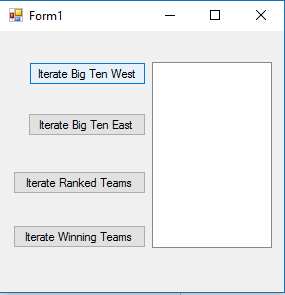 Form1
Iterate Big Ten West
Iterate Big Ten East
Iterate Ranked Teams
Iterate Winning Teams